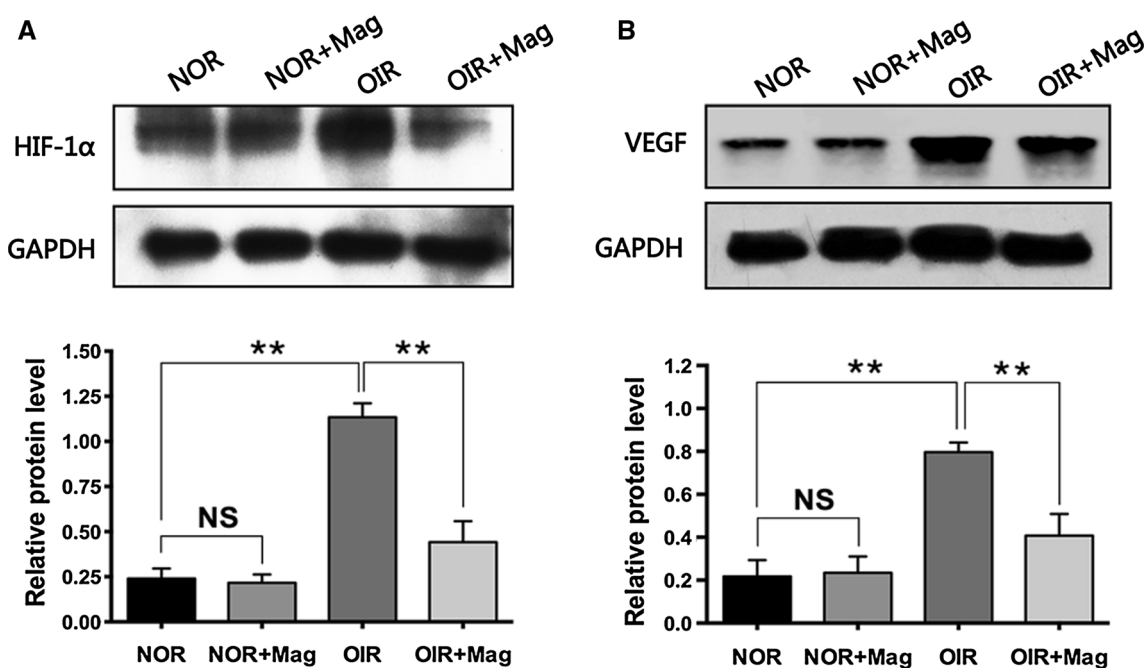 A
NOR NOR+Mag OIR OIR+Mag
HIF-1α
GAPDH
Relative protein level
1.50
1.25
1.00
0.75
0.50
0.25
0.00
** **
NS
NOR NOR+Mag OIR OIR+Mag
B
NOR NOR+Mag OIR OIR+Mag
VEGF
GAPDH
Relative protein level
1.2
1.0
0.8
0.6
0.4
0.2
0.0
** **
NS
NOR NOR+Mag OIR OIR+Mag